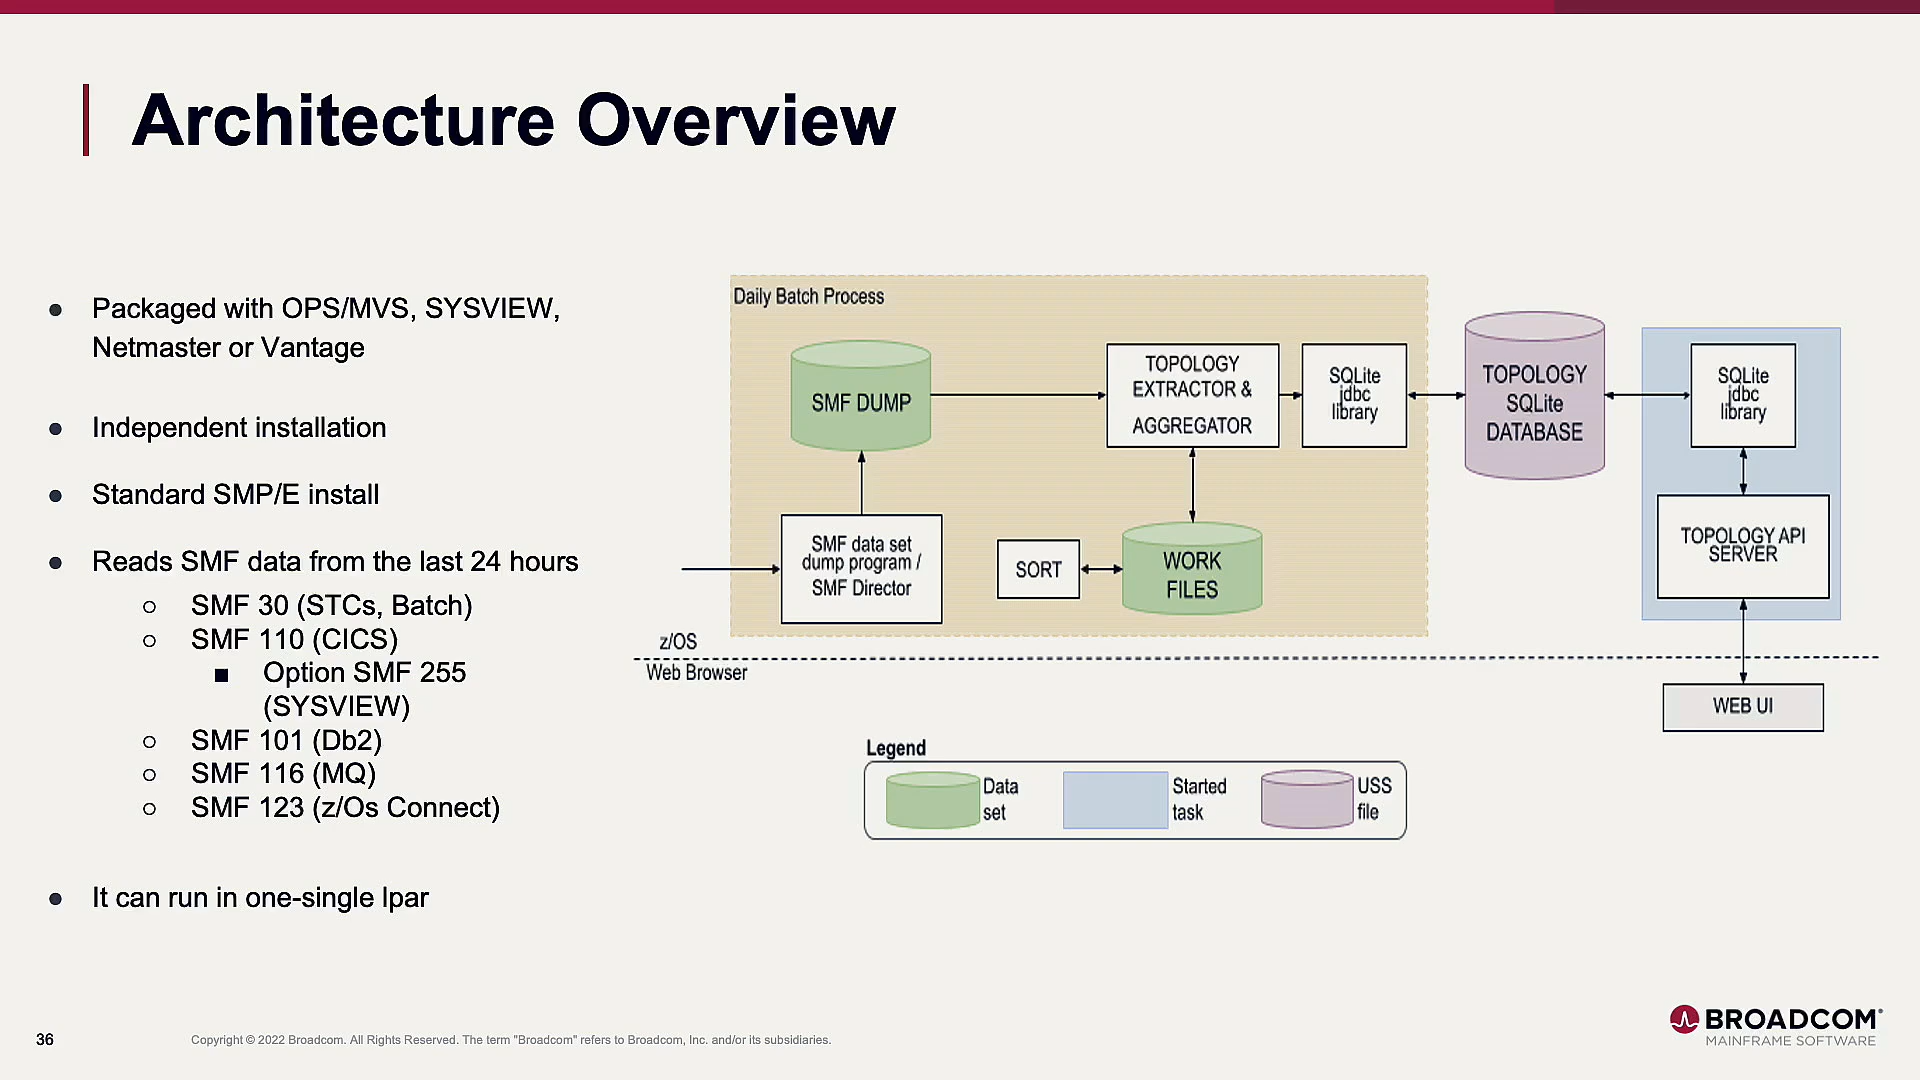 Architecture Overview
● Packaged with OPS/MVS, SYSVIEW,
Netmaster or Vantage
● Independent installation
● Standard SMP/E install
● Reads SMF data from the last 24 hours
○ SMF 30 (STCs, Batch)
○ SMF 110 (CICS)
■ Option SMF 255
(SYSVIEW)
○ SMF 101 (Db2)
○ SMF 116 (MQ)
○ SMF 123 (z/Os Connect)
● It can run in one-single lpar
Daily Batch Process
SMF DUMP
TOPOLOGY
EXTRACTOR &
AGGREGATOR
SQLite
jdbc
library
TOPOLOGY
SQLite
DATABASE
SQLite
jdbc
library
SMF data set
dump program /
SMF Director
SORT
WORK
FILES
TOPOLOGY API
SERVER
z/OS
Web Browser
WEB UI
Legend
Data
set
Started
task
USS
file
36
Copyright © 2022 Broadcom. All Rights Reserved. The term "Broadcom" refers to Broadcom, Inc. and/or its subsidiaries.
BROADCOM
MAINFRAME SOFTWARE